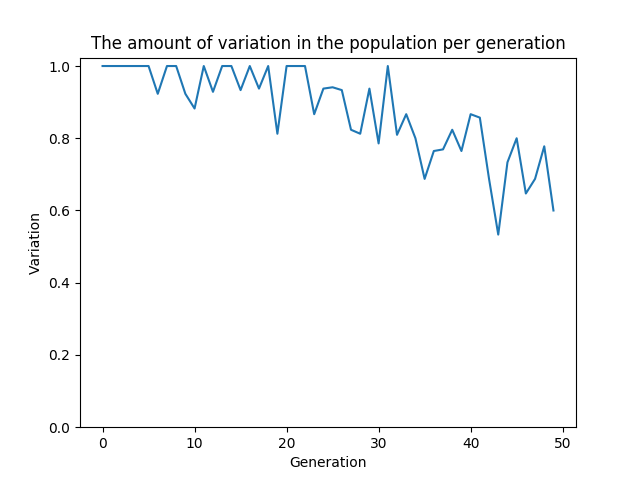 The amount of variation in the population per generation
1.0
0.8
0.6
0.4
0.2
0.0
Variation
0 10 20 30 40 50
Generation